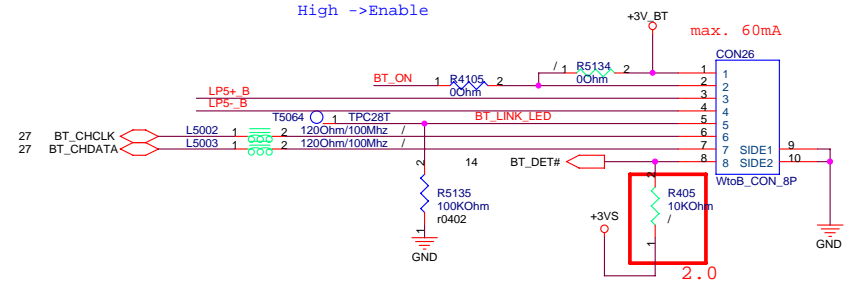 High ->Enable
+3V_BT
max. 60mA
CON26
/ 1 R5134 2
0Ohm
BT_ON 1 R4105 2
0Ohm
1 1
2 2
LP5+_B 3 3
LP5-_B 4 4
T5064 1 TPC28T BT_LINK_LED 5 5
27 BT_CHCLK L5002 1 2 120Ohm/100Mhz / 6 6
27 BT_CHDATA L5003 1 2 120Ohm/100Mhz / 7 7 SIDE1 9
2 14 BT_DET# 8 8 SIDE2 10
WtoB_CON_8P
R5135
100KOhm
r0402
1
GND
2
R405
10KOhm
/
1
+3VS
GND
2.0